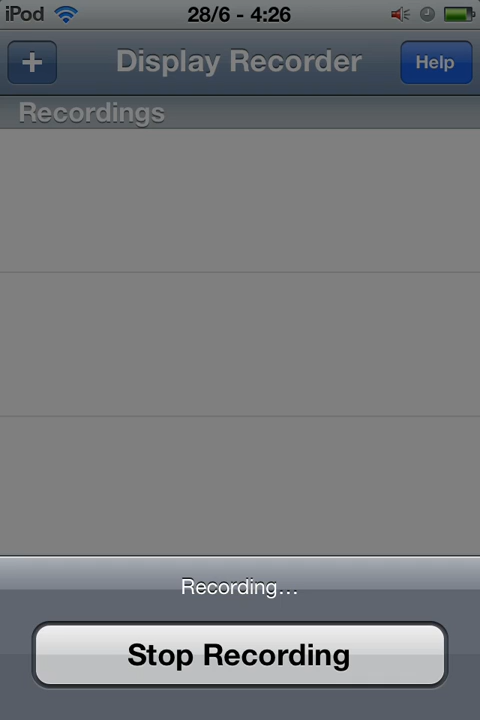 iPod 28/6 - 4:26
+ Display Recorder Help
Recordings
Recording...
Stop Recording